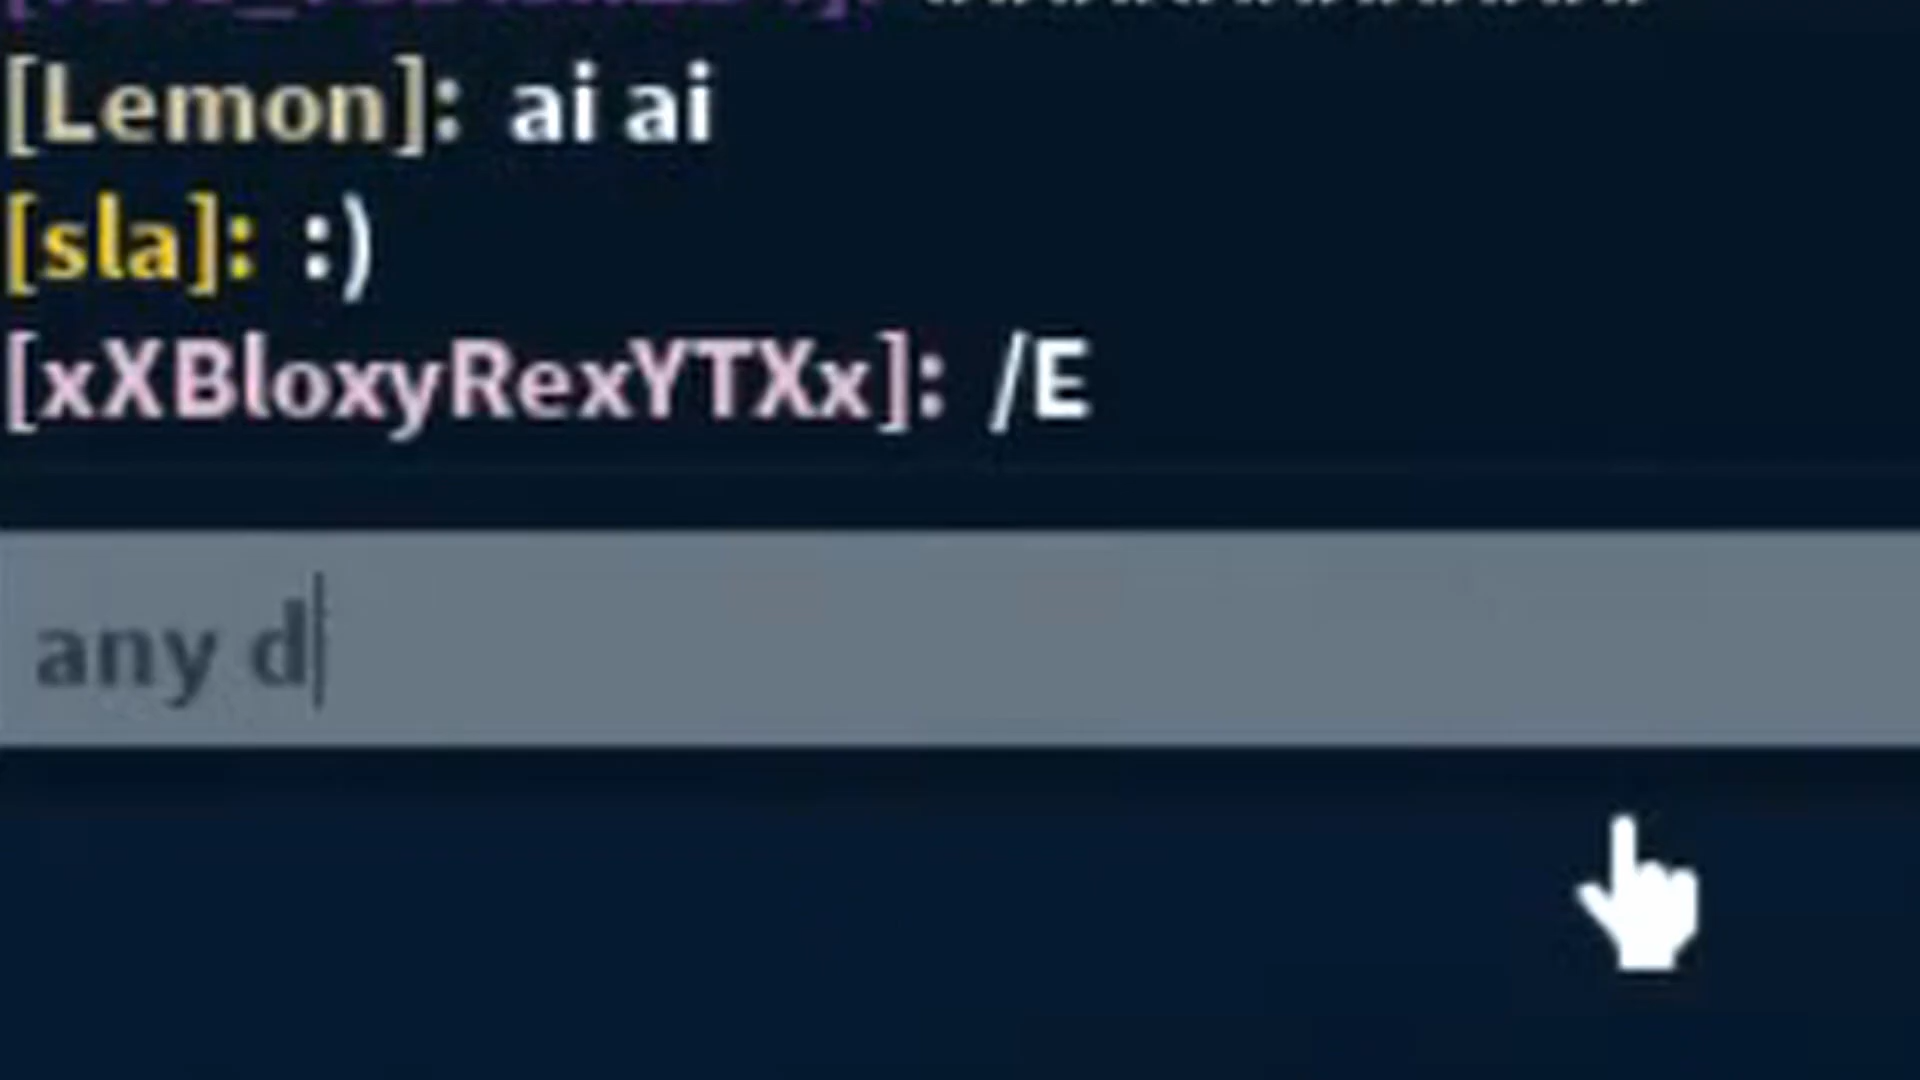 [Lemon]: ai ai
[sla]: :)
[xXBloxyRexYTXx]: /E
any d